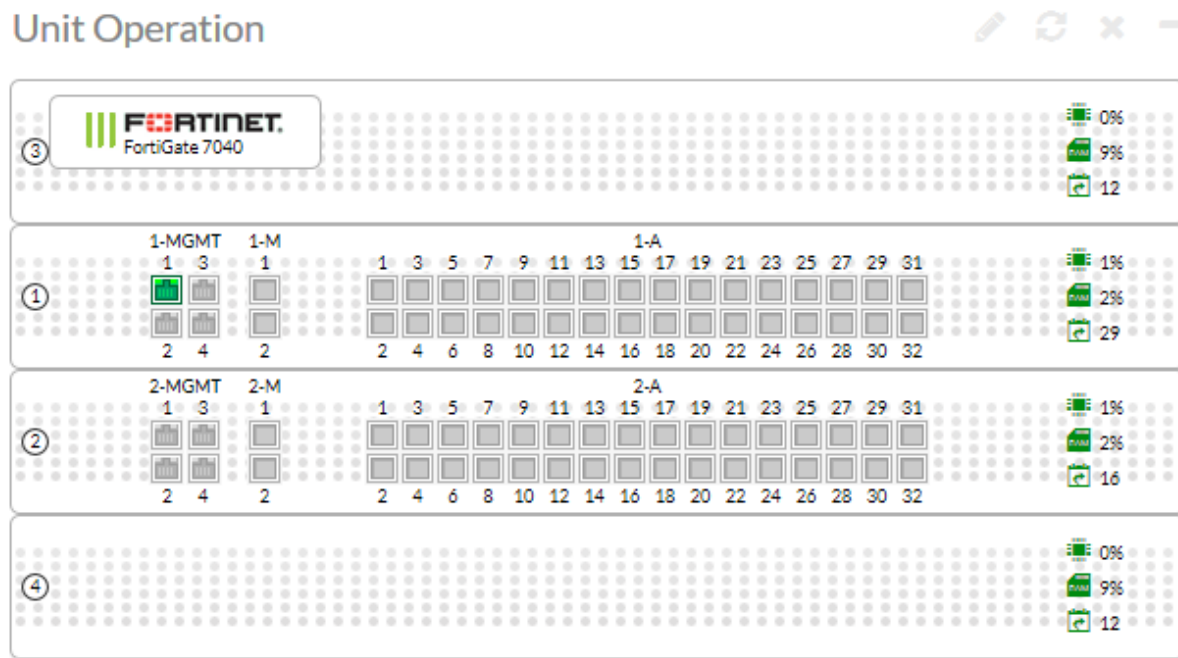 Unit Operation
FORTINET
FortiGate 7040
3
0%
RAM 9%
12
1-MGMT 1-M 1-A
1 3 1 1 3 5 7 9 11 13 15 17 19 21 23 25 27 29 31
1
2 4 2 2 4 6 8 10 12 14 16 18 20 22 24 26 28 30 32
1%
RAM 2%
29
2-MGMT 2-M 2-A
1 3 1 1 3 5 7 9 11 13 15 17 19 21 23 25 27 29 31
2
2 4 2 2 4 6 8 10 12 14 16 18 20 22 24 26 28 30 32
1%
RAM 2%
16
4
0%
RAM 9%
12